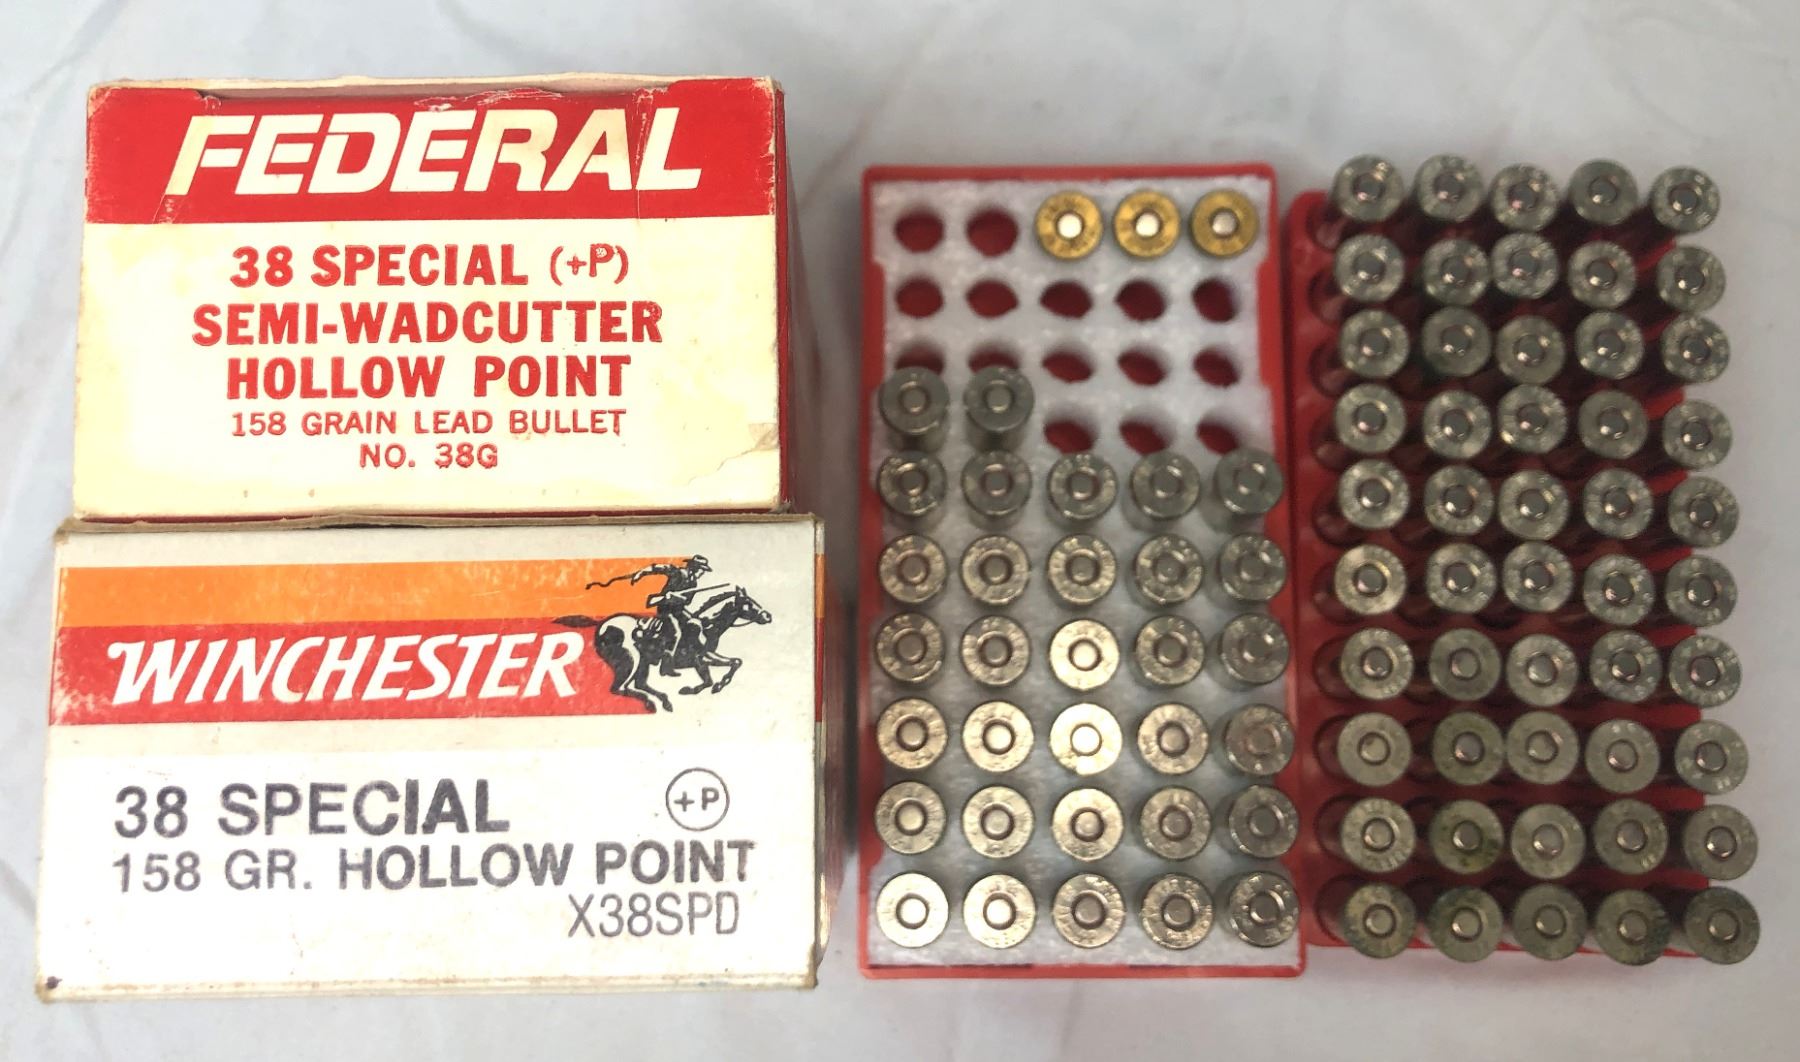 FEDERAL
38 SPECIAL (+P)
SEMI-WADCUTTER
HOLLOW POINT
158 GRAIN LEAD BULLET
NO. 38G
WINCHESTER
38 SPECIAL +P
158 GR. HOLLOW POINT
X38SPD